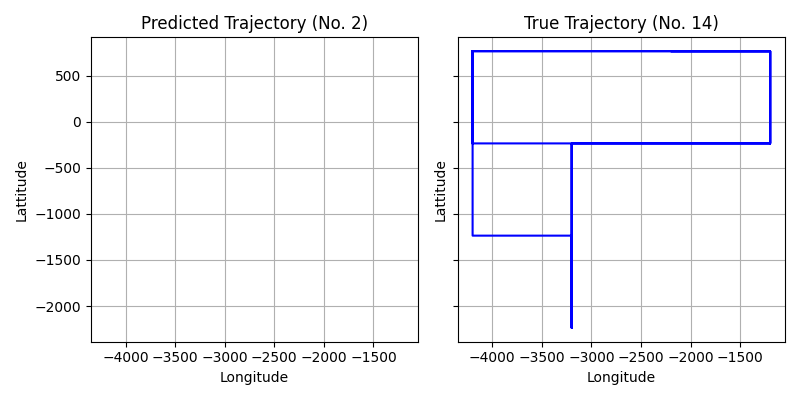 Predicted Trajectory (No. 2)
True Trajectory (No. 14)
Lattitude
500
0
−500
−1000
−1500
−2000
−4000 −3500 −3000 −2500 −2000 −1500
Longitude
Lattitude
−4000 −3500 −3000 −2500 −2000 −1500
Longitude